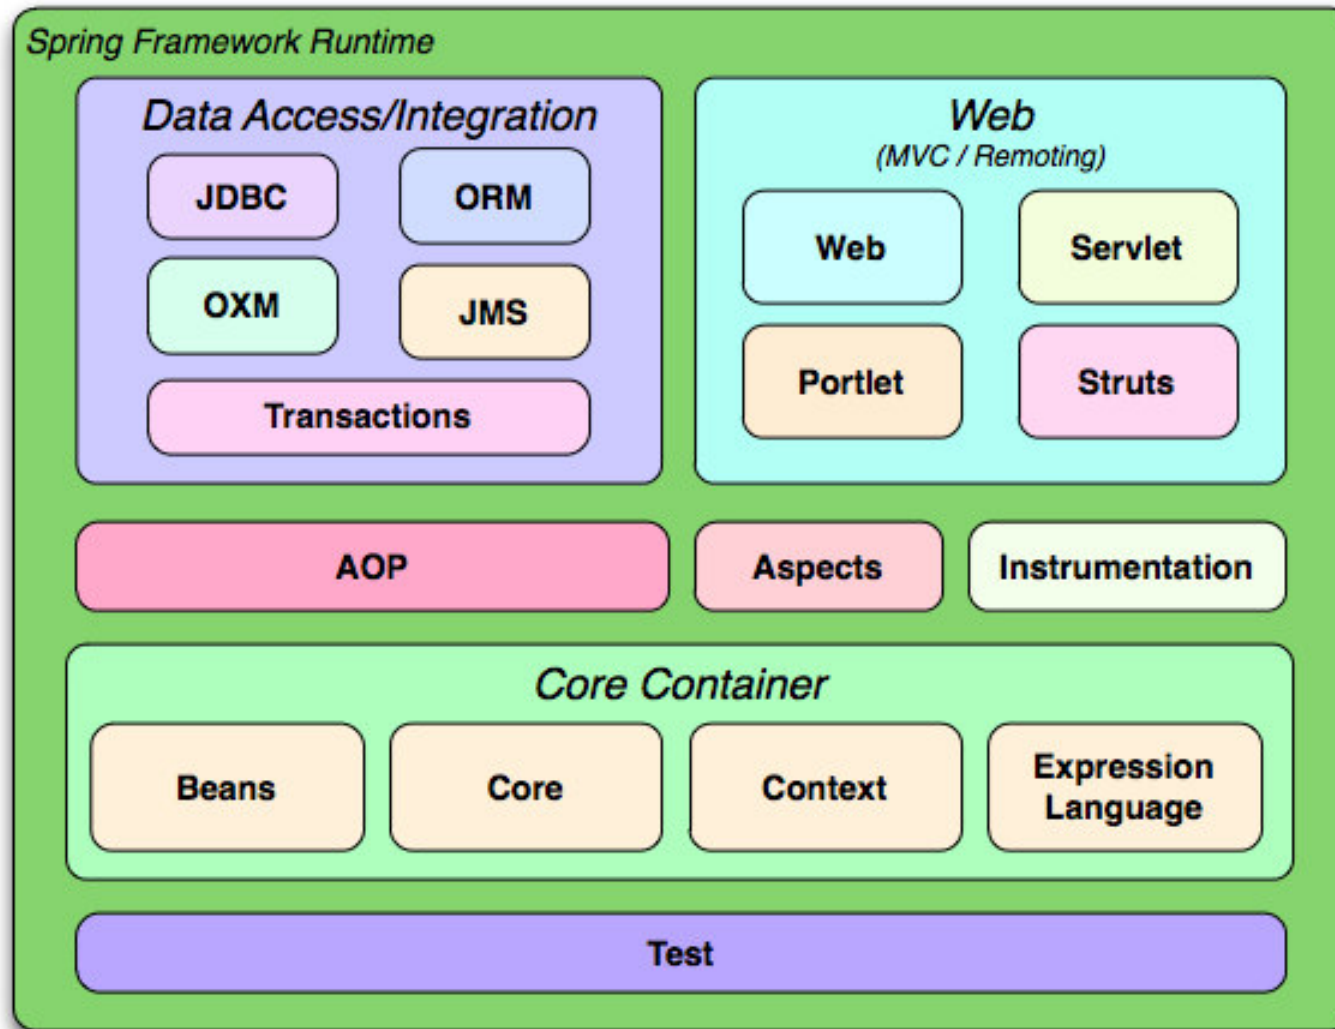 Spring Framework Runtime
Data Access/Integration
JDBC
ORM
OXM
JMS
Transactions
Web
(MVC / Remoting)
Web
Servlet
Portlet
Struts
AOP
Aspects
Instrumentation
Core Container
Beans
Core
Context
Expression
Language
Test